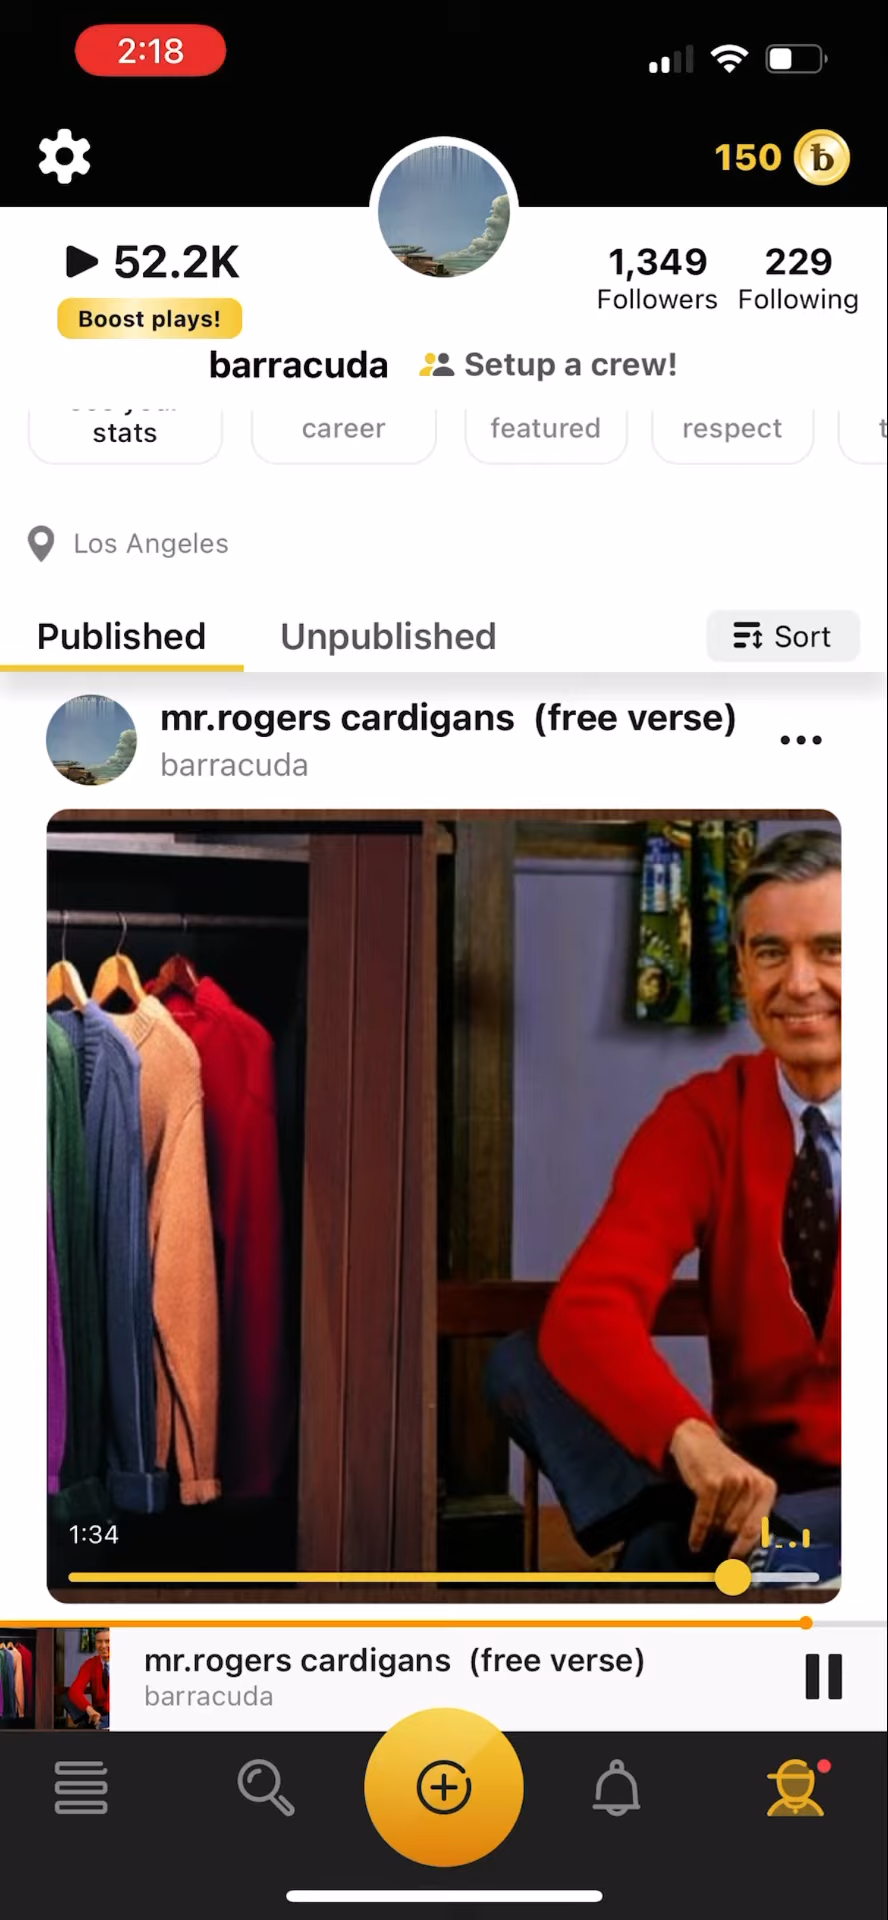 2:18
150
52.2K
1,349
229
Followers
Following
Boost plays!
barracuda
Setup a crew!
stats
career
featured
respect
Los Angeles
Published
Unpublished
Sort
mr.rogers cardigans (free verse)
barracuda
1:34
mr.rogers cardigans (free verse)
barracuda